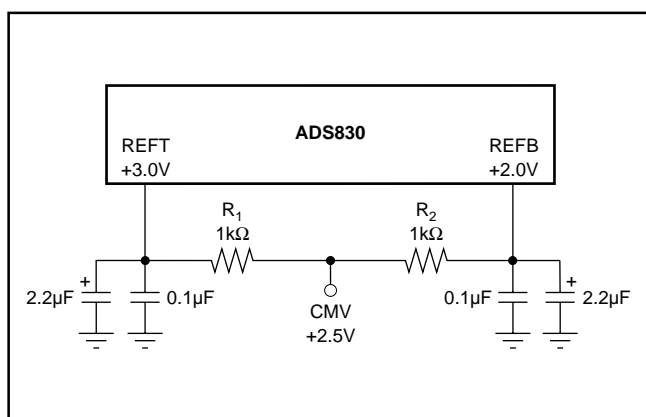 ADS830
REFT
+3.0V
REFB
+2.0V
R1
1kΩ
R2
1kΩ
+
2.2µF
0.1µF
CMV
+2.5V
0.1µF
+
2.2µF